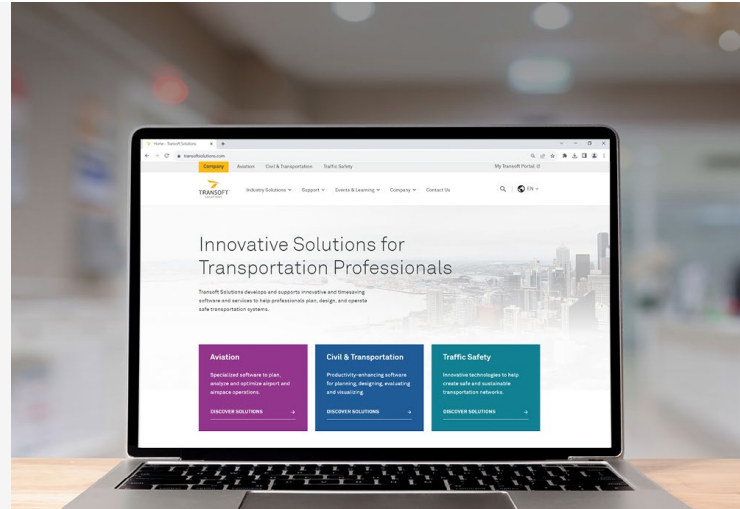 Home - Transoft Solutions
transoftsolutions.com
Company Aviation Civil & Transportation Traffic Safety My Transoft Portal
TRANSOFT
SOLUTIONS
Industry Solutions Support Events & Learning Company Contact Us EN
Innovative Solutions for
Transportation Professionals
Transoft Solutions develops and supports innovative and timesaving
software and services to help professionals plan, design, and operate
safe transportation systems.
Aviation
Specialized software to plan,
analyze and optimize airport and
airspace operations.
DISCOVER SOLUTIONS →
Civil & Transportation
Productivity-enhancing software
for planning, designing, evaluating
and visualizing
DISCOVER SOLUTIONS →
Traffic Safety
Innovative technologies to help
create safe and sustainable
transportation networks.
DISCOVER SOLUTIONS →